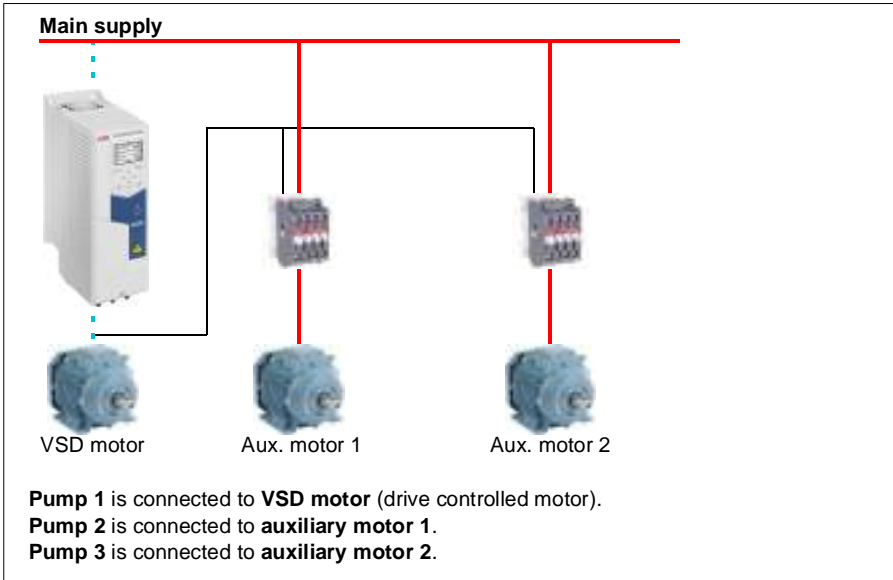 Main supply
VSD motor
Aux. motor 1
Aux. motor 2
Pump 1 is connected to VSD motor (drive controlled motor).
Pump 2 is connected to auxiliary motor 1.
Pump 3 is connected to auxiliary motor 2.